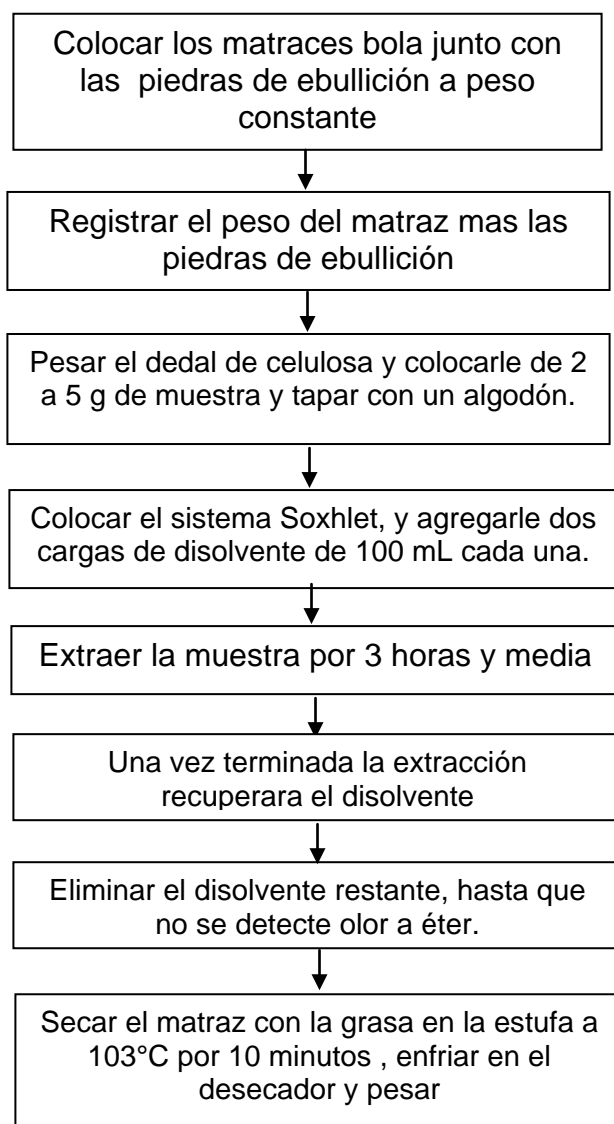 Colocar los matraces bola junto con
las piedras de ebullición a peso
constante
Registrar el peso del matraz mas las
piedras de ebullición
Pesar el dedal de celulosa y colocarle de 2
a 5 g de muestra y tapar con un algodón.
Colocar el sistema Soxhlet, y agregarle dos
cargas de disolvente de 100 mL cada una.
Extraer la muestra por 3 horas y media
Una vez terminada la extracción
recuperara el disolvente
Eliminar el disolvente restante, hasta que
no se detecte olor a éter.
Secar el matraz con la grasa en la estufa a
103°C por 10 minutos , enfriar en el
desecador y pesar